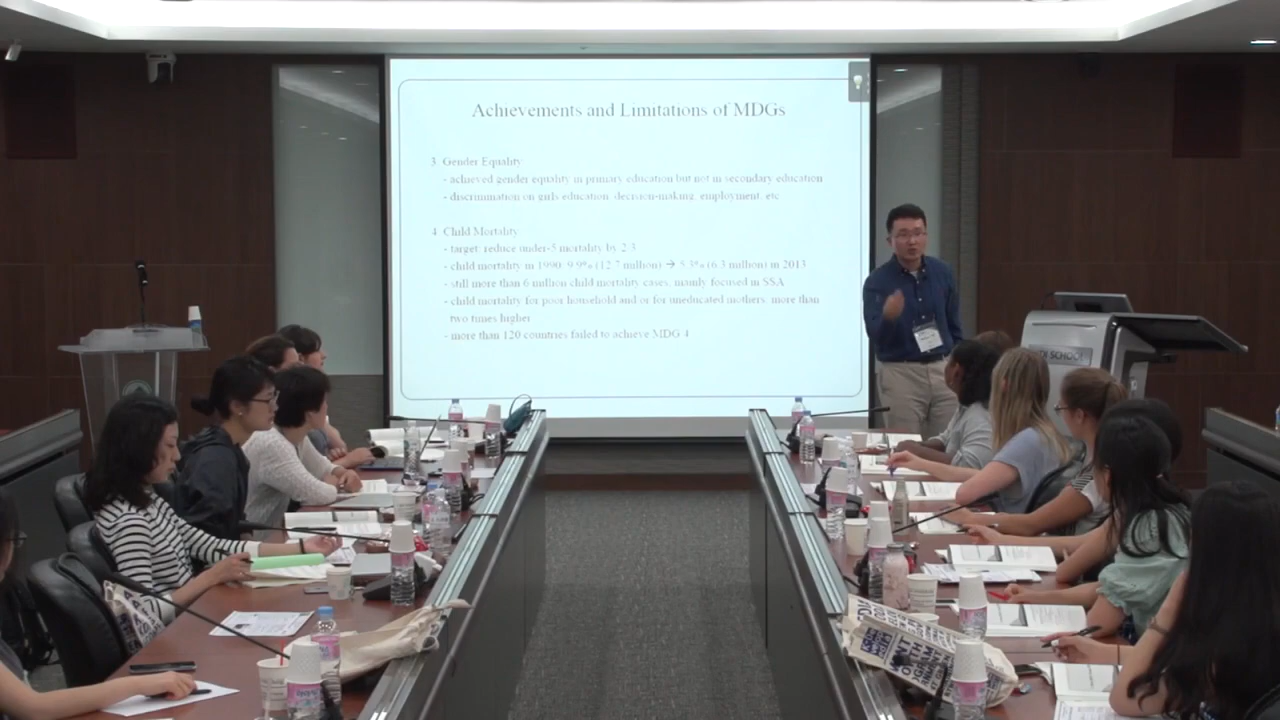 Achievements and Limitations of MDGs
3. Gender Equality
- achieved gender equality in primary education but not in secondary education
- discrimination on girls education, decision-making, employment, etc
4. Child Mortality
- target: reduce under-5 mortality by 2/3
- child mortality in 1990: 9.9% (12.7 million) → 5.3% (6.3 million) in 2013
- still more than 6 million child mortality cases, mainly focused in SSA
- child mortality for poor household and/or for uneducated mothers: more than
two times higher
- more than 120 countries failed to achieve MDG 4
SCHOOL